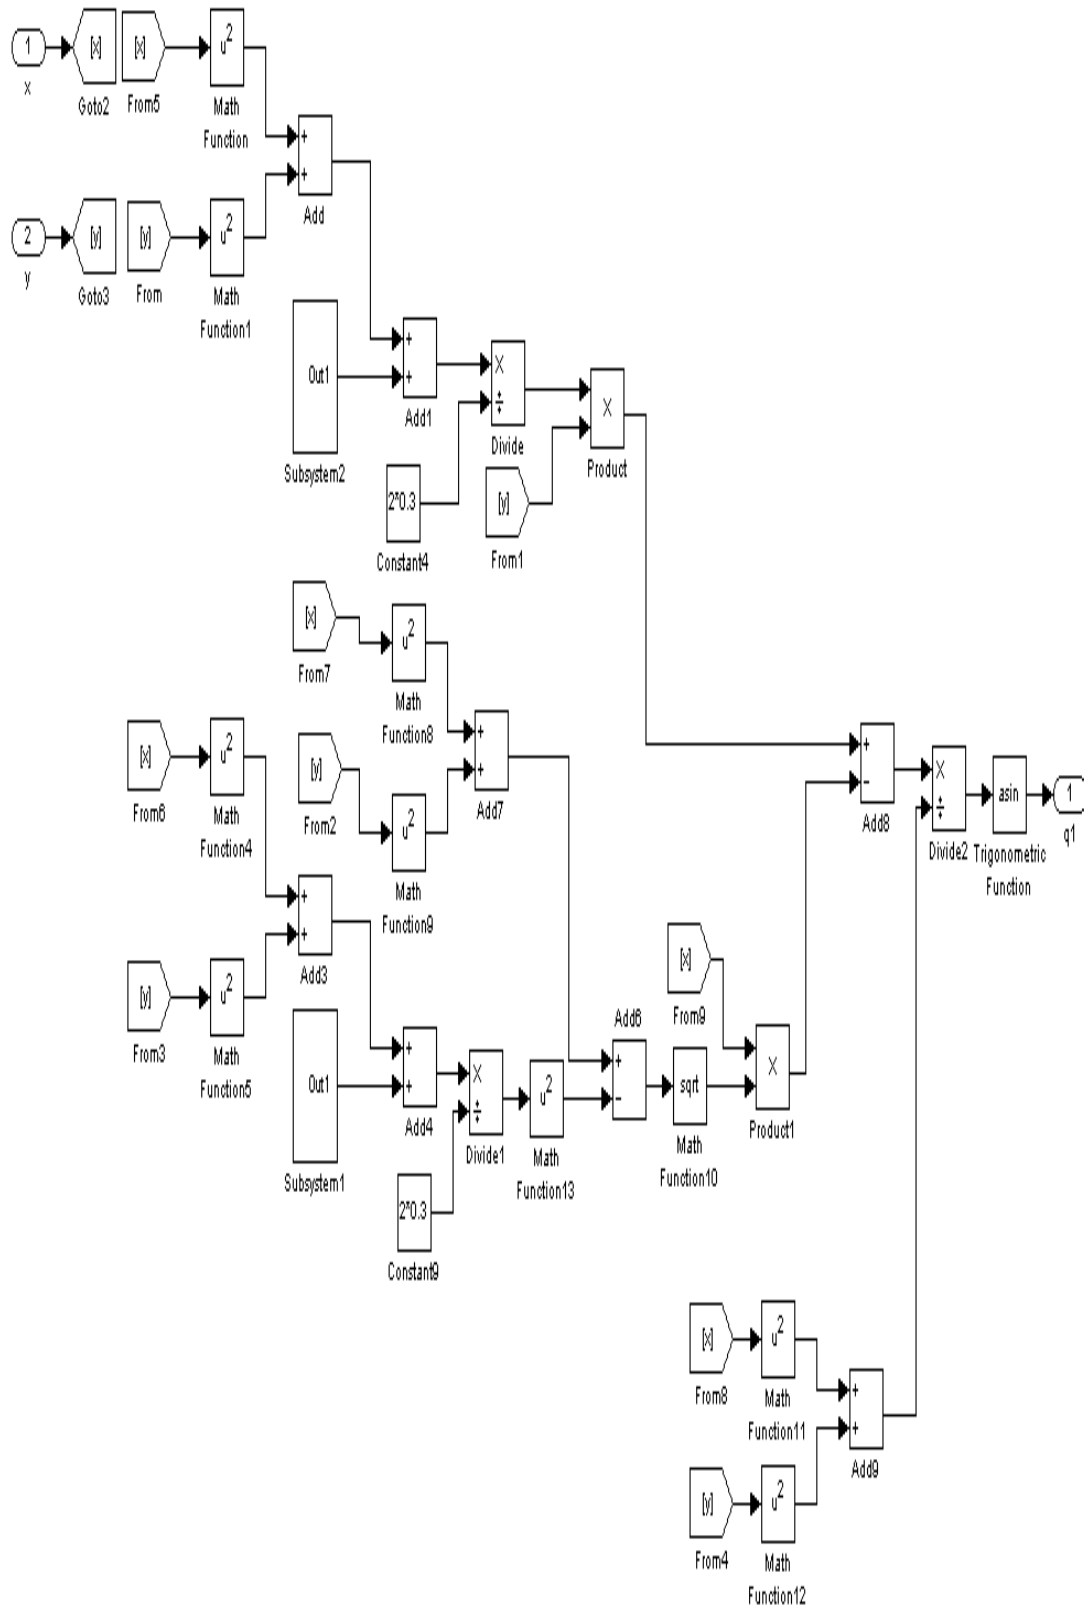 1
x
[x]
Goto2
[x]
From5
u2
Math
Function
2
y
[y]
Goto3
[y]
From
u2
Math
Function1
+
+
Add
Out1
Subsystem2
+
+
Add1
X
÷
Divide
2*0.3
Constant4
[y]
From1
X
Product
[x]
From7
u2
Math
Function8
[y]
From2
u2
Math
Function9
+
+
Add7
[x]
From6
u2
Math
Function4
[y]
From3
u2
Math
Function5
+
+
Add3
Out1
Subsystem1
+
+
Add4
X
÷
Divide1
2*0.3
Constant9
u2
Math
Function13
Add6
+
-
sqrt
Math
Function10
[x]
From9
X
Product1
+
-
Add8
X
÷
Divide2
asin
Trigonometric
Function
1
q1
[x]
From8
u2
Math
Function11
[y]
From4
u2
Math
Function12
+
+
Add9